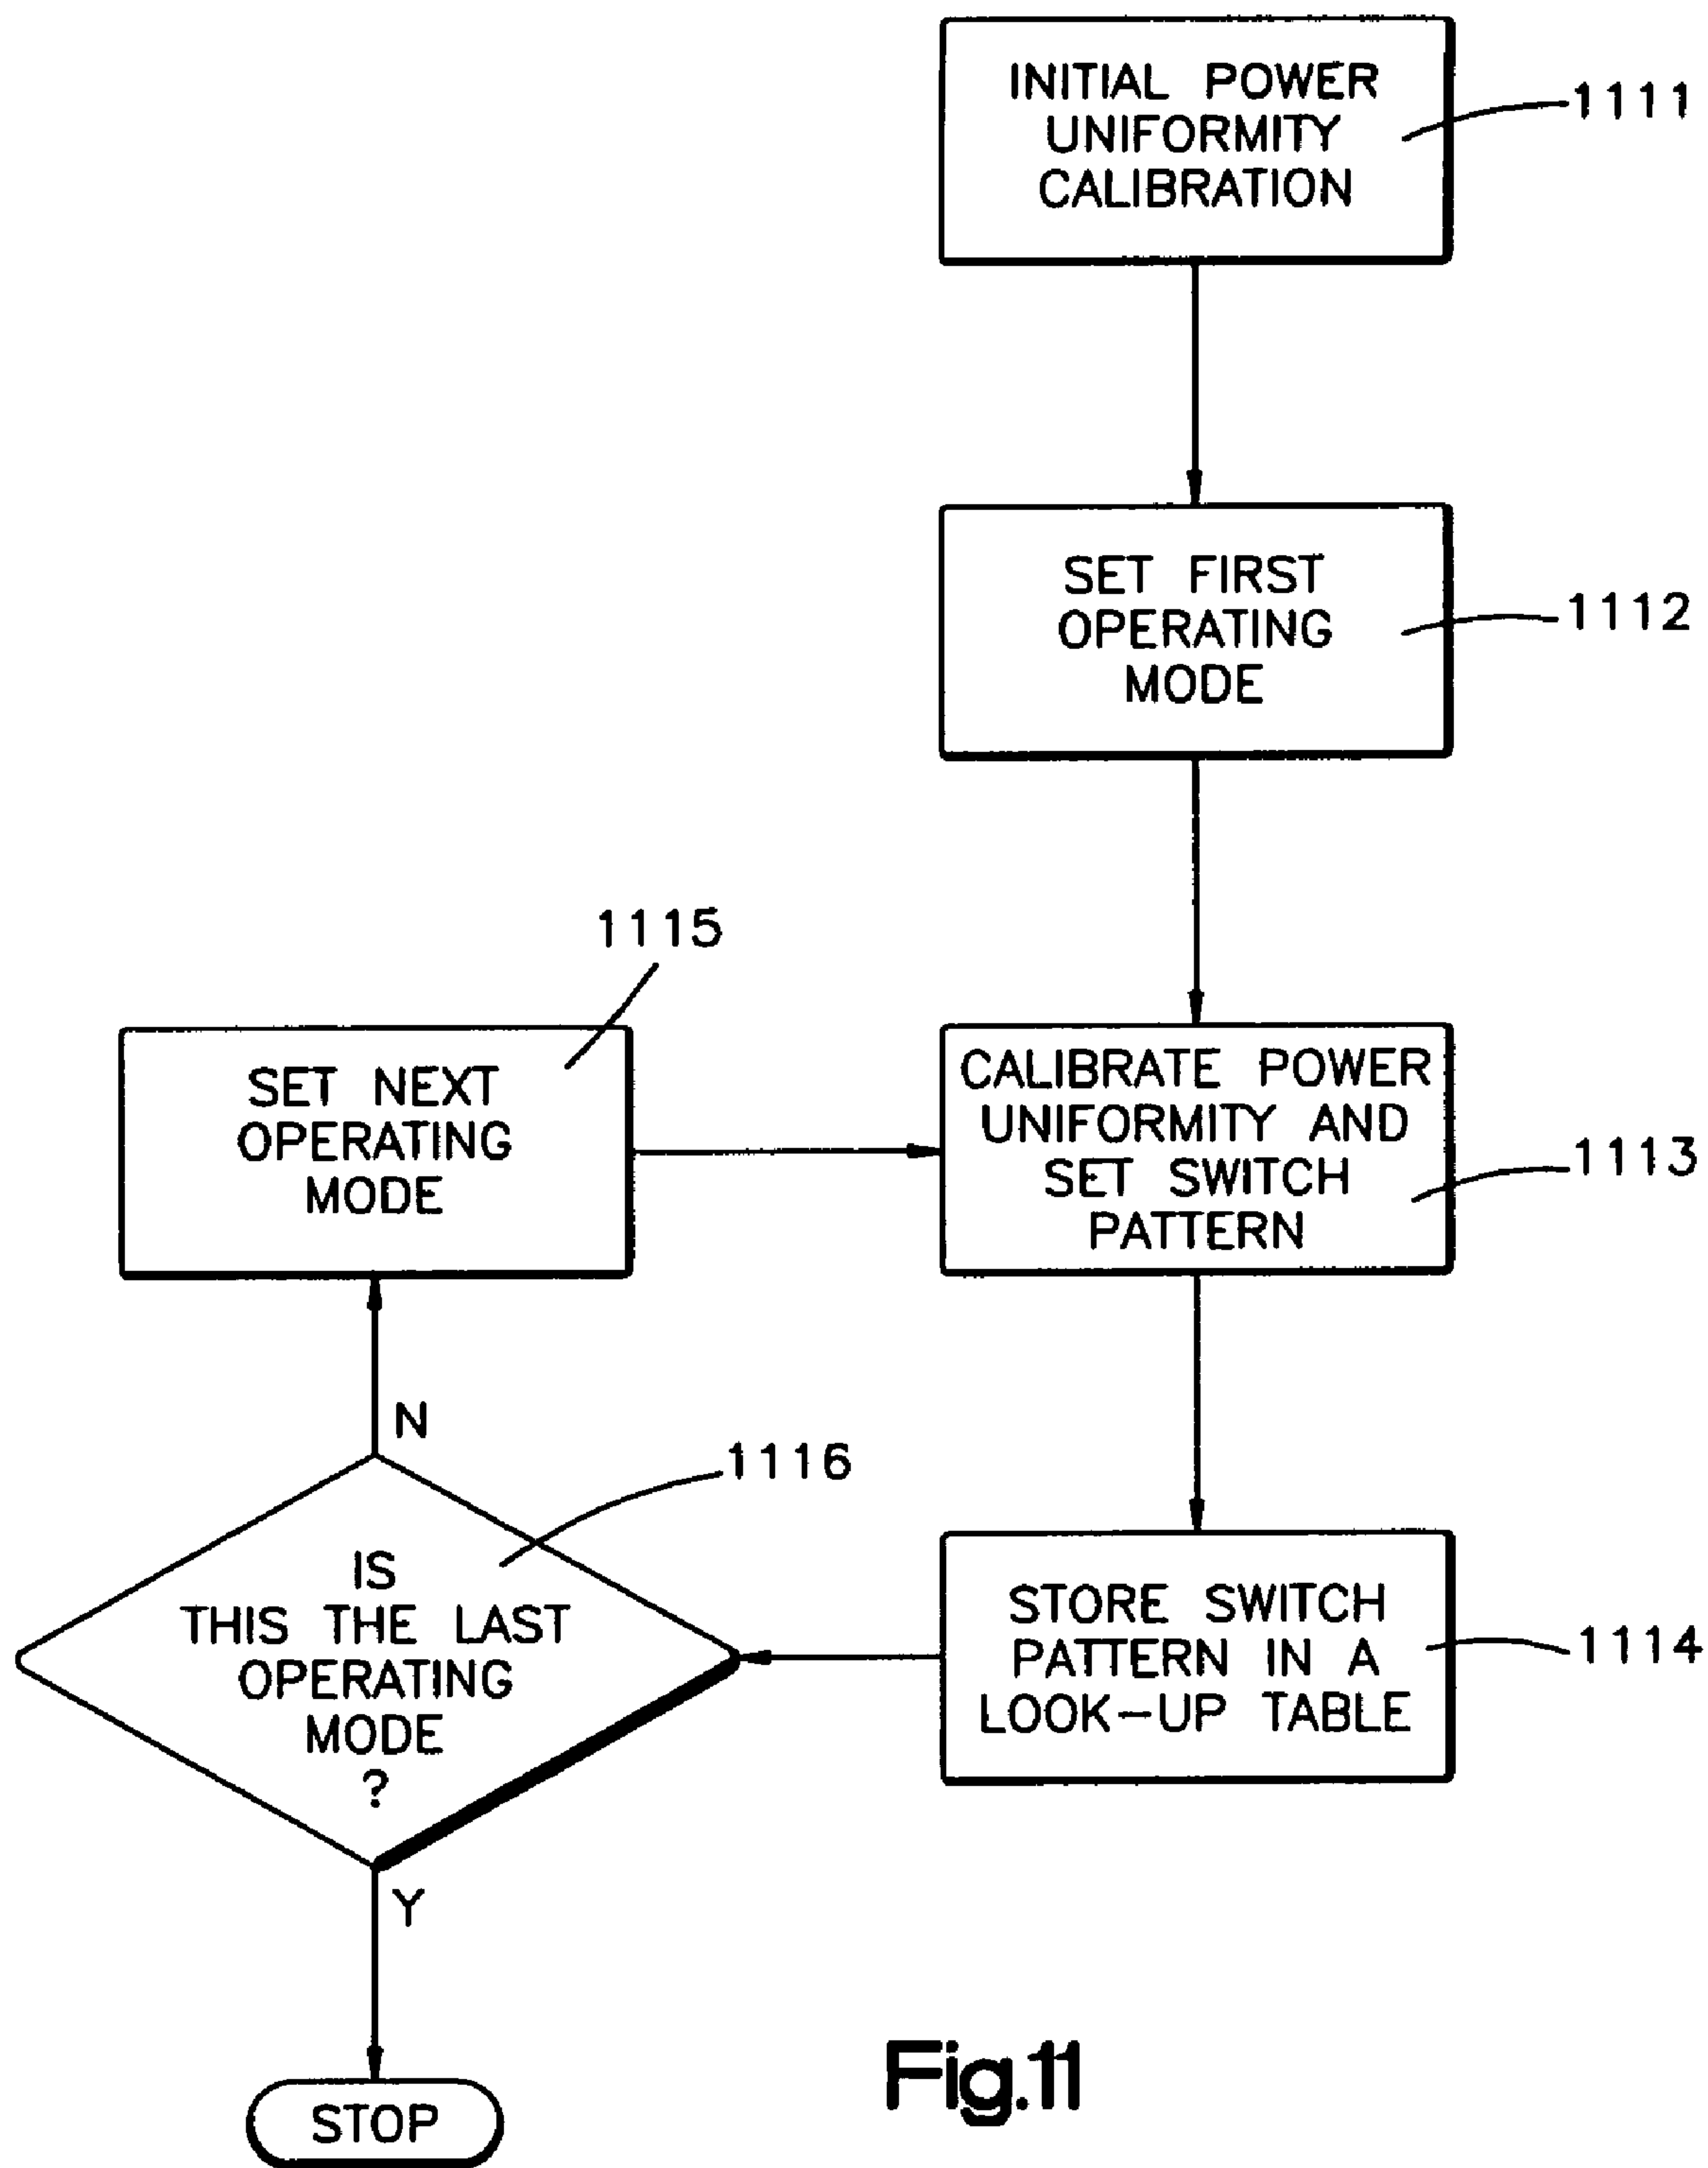 INITIAL POWER
UNIFORMITY
CALIBRATION
1111
SET FIRST
OPERATING
MODE
1112
CALIBRATE POWER
UNIFORMITY AND
SET SWITCH
PATTERN
1113
STORE SWITCH
PATTERN IN A
LOOK-UP TABLE
1114
1115
SET NEXT
OPERATING
MODE
N
1116
IS
THIS THE LAST
OPERATING
MODE
?
Y
STOP
Fig.11